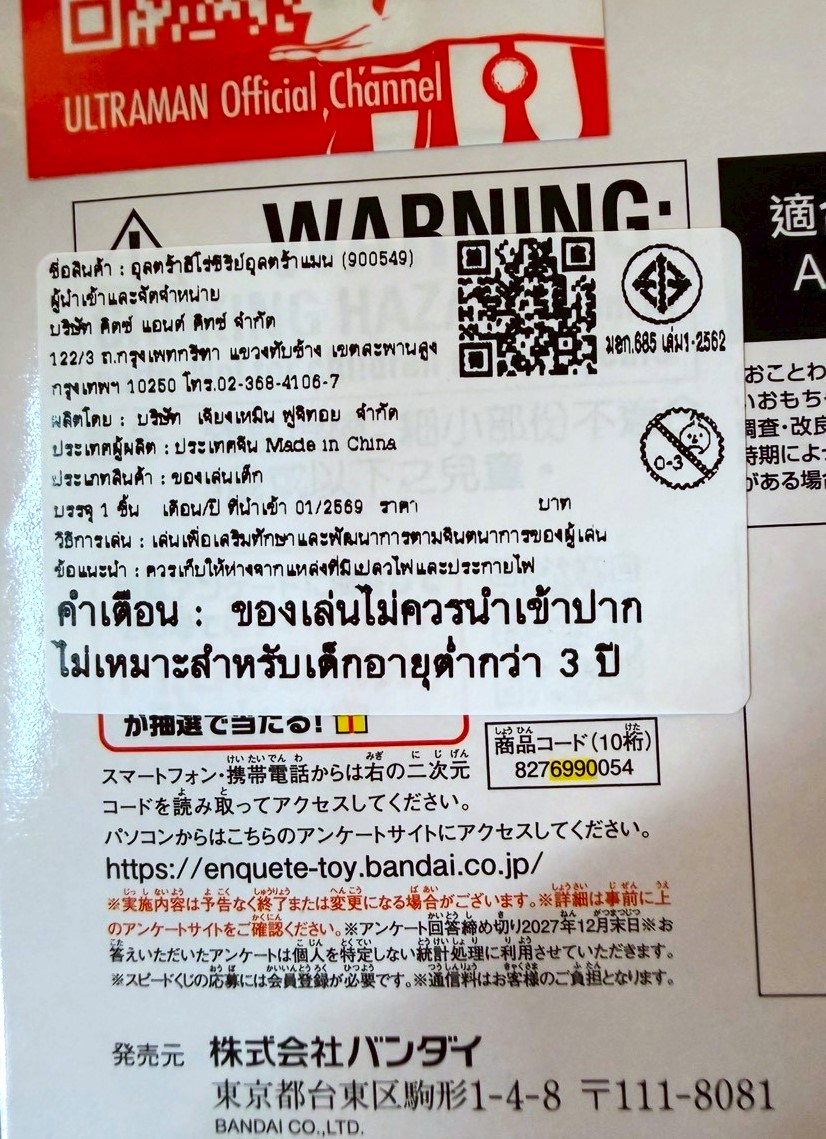 ULTRAMAN Official Channel
WARNING:
適
A
ชื่อสินค้า : อุลตร้าฮีโร่ซีรีย์อุลตร้าแมน (900549)
ผู้นำเข้าและจัดจำหน่าย
บริษัท คิตซ์ แอนด์ คิทซ์ จำกัด
122/3 ถ.กรุงเทพกรีฑา แขวงทับช้าง เขตสะพานสูง
กรุงเทพฯ 10250 โทร.02-368-4106-7
มอก.685 เล่ม1-2562
ผลิตโดย : บริษัท เจียงเหมิน ฟูจิทอย จำกัด
ประเทศผู้ผลิต : ประเทศจีน Made in China
ประเภทสินค้า : ของเล่นเด็ก
0-3
บรรจุ 1 ชิ้น เดือน/ปี ที่นำเข้า 01/2569 ราคา บาท
วิธีการเล่น : เล่นเพื่อเสริมทักษาและพัฒนาการตามจินตนาการของผู้เล่น
ข้อแนะนำ : ควรเก็บให้ห่างจากแหล่งที่มีเปลวไฟและประกายไฟ
คำเตือน : ของเล่นไม่ควรนำเข้าปาก
ไม่เหมาะสำหรับเด็กอายุต่ำกว่า 3 ปี
おことわ
いおもち
調査・改良
時期によっ
がある場合
が抽選で当たる!
商品コード(10桁)
8276990054
スマートフォン・携帯電話からは右の二次元
コードを読み取ってアクセスしてください。
パソコンからはこちらのアンケートサイトにアクセスしてください。
https://enquete-toy.bandai.co.jp/
※実施内容は予告なく終了または変更になる場合がございます。※詳細は事前に上
のアンケートサイトをご確認ください。※アンケート回答締め切り2027年12月末日※お
答えいただいたアンケートは個人を特定しない統計処理に利用させていただきます。
※スピードくじの応募には会員登録が必要です。※通信料はお客様のご負担となります。
発売元 株式会社バンダイ
東京都台東区駒形1-4-8 〒111-8081
BANDAI CO.,LTD.